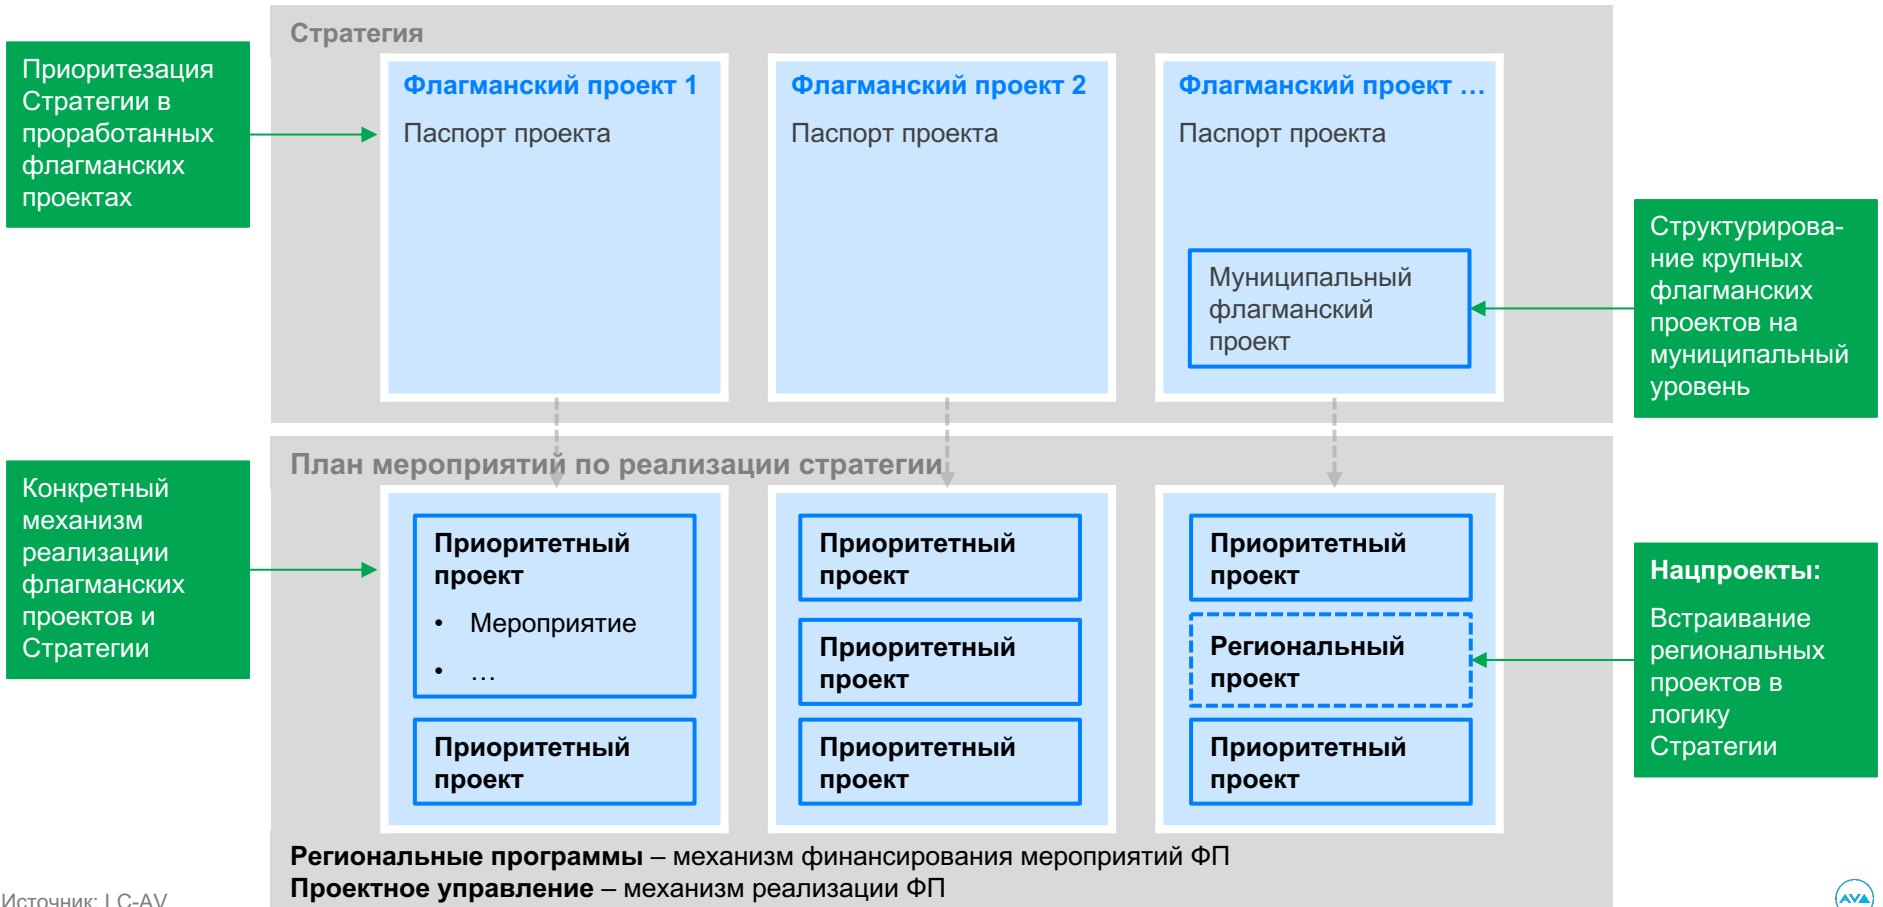 Стратегия
Приоритезация
Стратегии в
проработанных
флагманских
проектах
Флагманский проект 1
Паспорт проекта
Флагманский проект 2
Паспорт проекта
Флагманский проект …
Паспорт проекта
Муниципальный
флагманский
проект
Структурирова-
ние крупных
флагманских
проектов на
муниципальный
уровень
План мероприятий по реализации стратегии
Конкретный
механизм
реализации
флагманских
проектов и
Стратегии
Приоритетный
проект
• Мероприятие
• …
Приоритетный
проект
Приоритетный
проект
Приоритетный
проект
Приоритетный
проект
Приоритетный
проект
Региональный
проект
Приоритетный
проект
Нацпроекты:
Встраивание
региональных
проектов в
логику
Стратегии
Региональные программы – механизм финансирования мероприятий ФП
Проектное управление – механизм реализации ФП
Источник: LC-AV
AVA